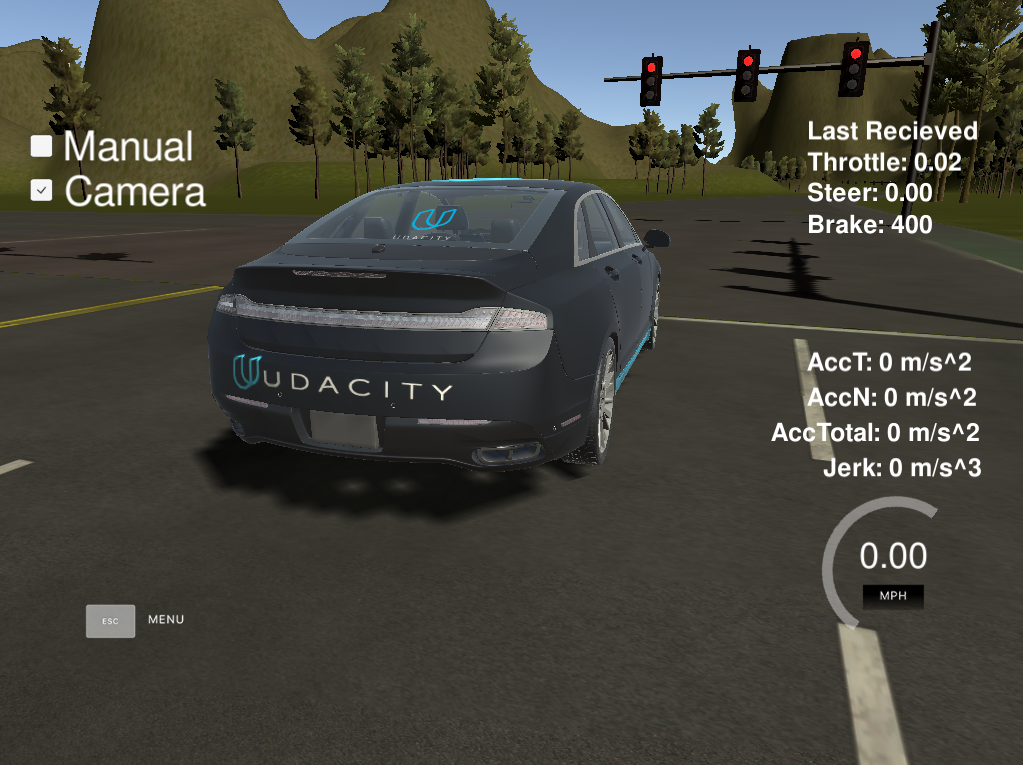 Manual
Camera
Last Recieved
Throttle: 0.02
Steer: 0.00
Brake: 400
UDACITY
UDACITY
AccT: 0 m/s^2
AccN: 0 m/s^2
AccTotal: 0 m/s^2
Jerk: 0 m/s^3
0.00
MPH
ESC
MENU